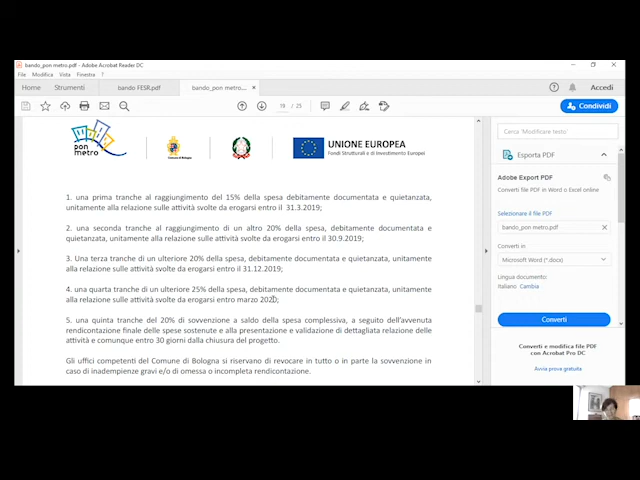 bando_pon metro.pdf - Adobe Acrobat Reader DC
File Modifica Vista Finestra ?
Home Strumenti bando FESR.pdf bando_pon metro.... × Accedi
19 / 25 Condividi
pon
metro
Comune di Bologna
UNIONE EUROPEA
Fondi Strutturali e di Investimento Europei
1. una prima tranche al raggiungimento del 15% della spesa debitamente documentata e quietanzata,
unitamente alla relazione sulle attività svolte da erogarsi entro il 31.3.2019;
2. una seconda tranche al raggiungimento di un altro 20% della spesa, debitamente documentata e
quietanzata, unitamente alla relazione sulle attività svolte da erogarsi entro il 30.9.2019;
3. Una terza tranche di un ulteriore 20% della spesa, debitamente documentata e quietanzata, unitamente
alla relazione sulle attività svolte da erogarsi entro il 31.12.2019;
4. una quarta tranche di un ulteriore 25% della spesa, debitamente documentata e quietanzata, unitamente
alla relazione sulle attività svolte da erogarsi entro marzo 2020;
5. una quinta tranche del 20% di sovvenzione a saldo della spesa complessiva, a seguito dell'avvenuta
rendicontazione finale delle spese sostenute e alla presentazione e validazione di dettagliata relazione delle
attività e comunque entro 30 giorni dalla chiusura del progetto.
Gli uffici competenti del Comune di Bologna si riservano di revocare in tutto o in parte la sovvenzione in
caso di inadempienze gravi e/o di omessa o incompleta rendicontazione.
Cerca 'Modificare testo'
Esporta PDF
Adobe Export PDF
Converti file PDF in Word o Excel online
Selezionare il file PDF
bando_pon metro.pdf ×
Converti in
Microsoft Word (*.docx)
Lingua documento:
Italiano Cambia
Converti
Converti e modifica file PDF
con Acrobat Pro DC
Avvia prova gratuita